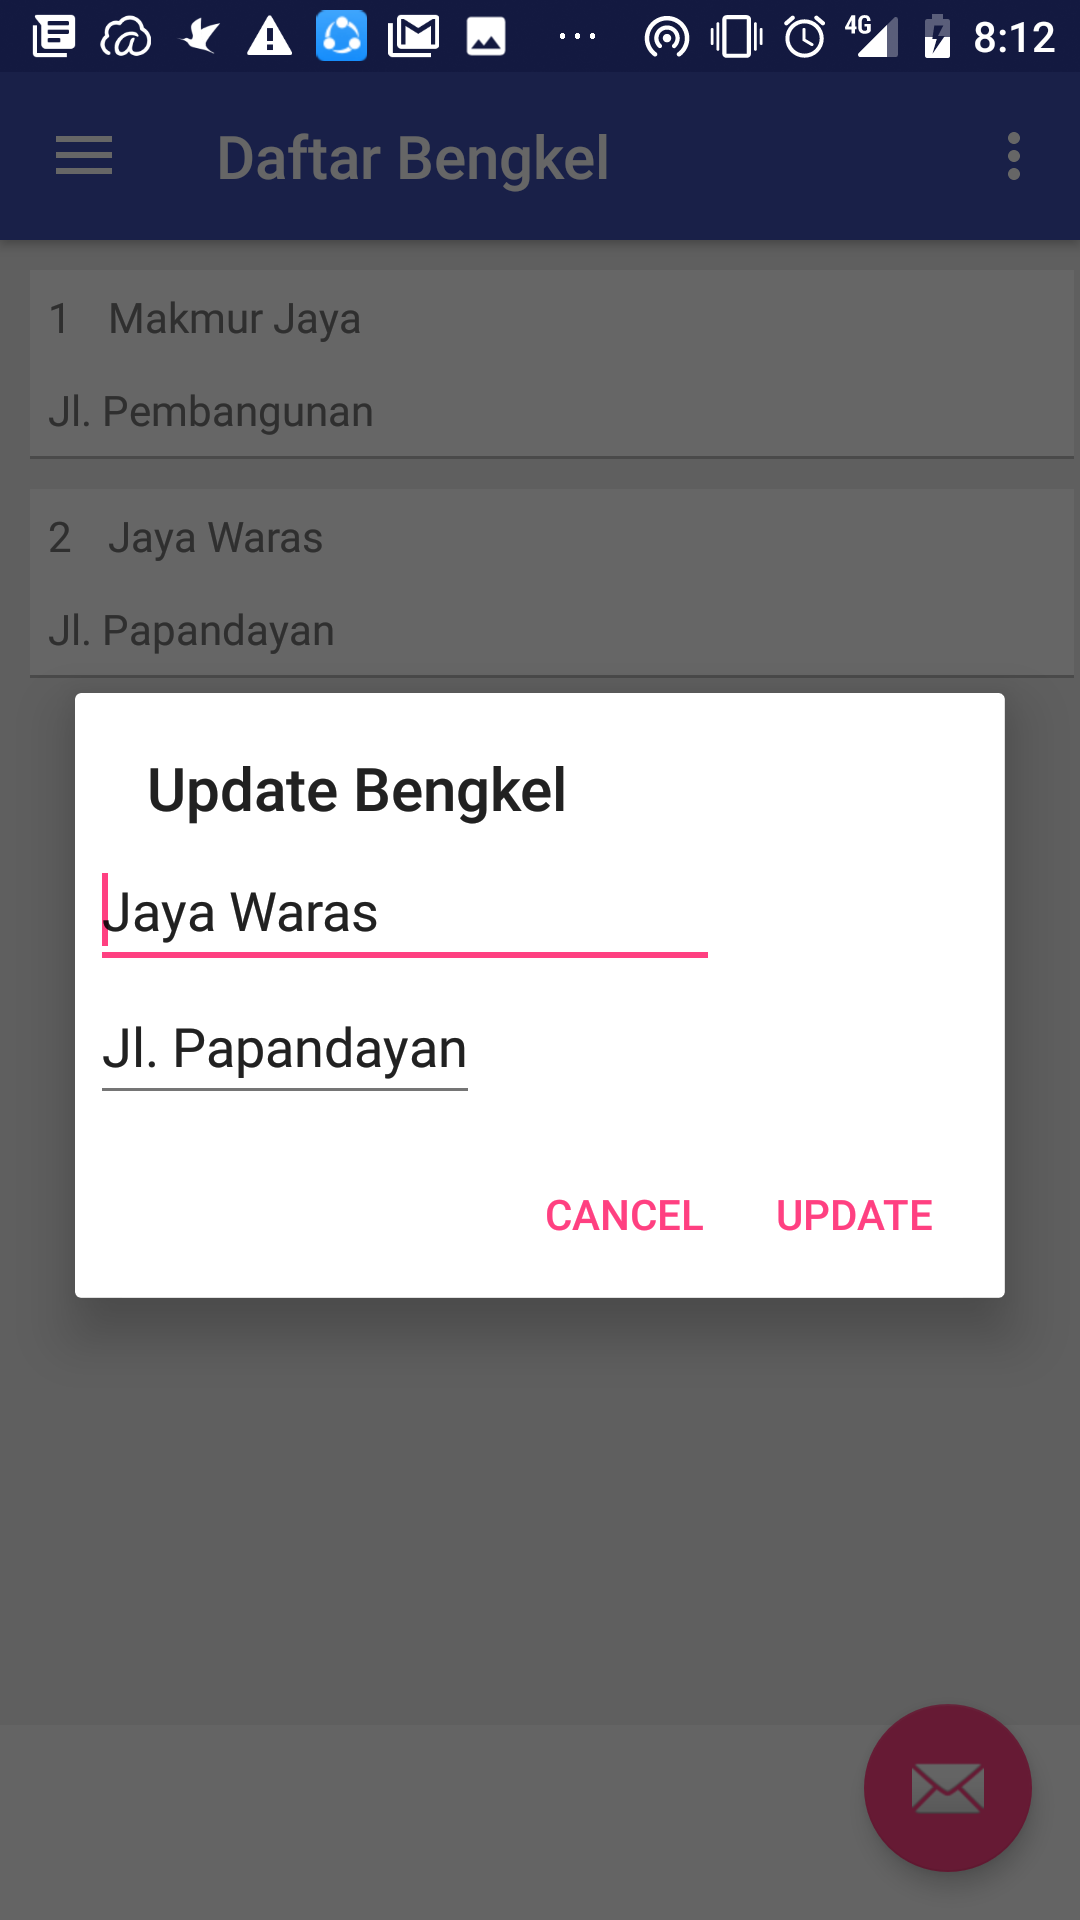 4G 8:12
Daftar Bengkel
1 Makmur Jaya
Jl. Pembangunan
2 Jaya Waras
Jl. Papandayan
Update Bengkel
Jaya Waras
Jl. Papandayan
CANCEL UPDATE